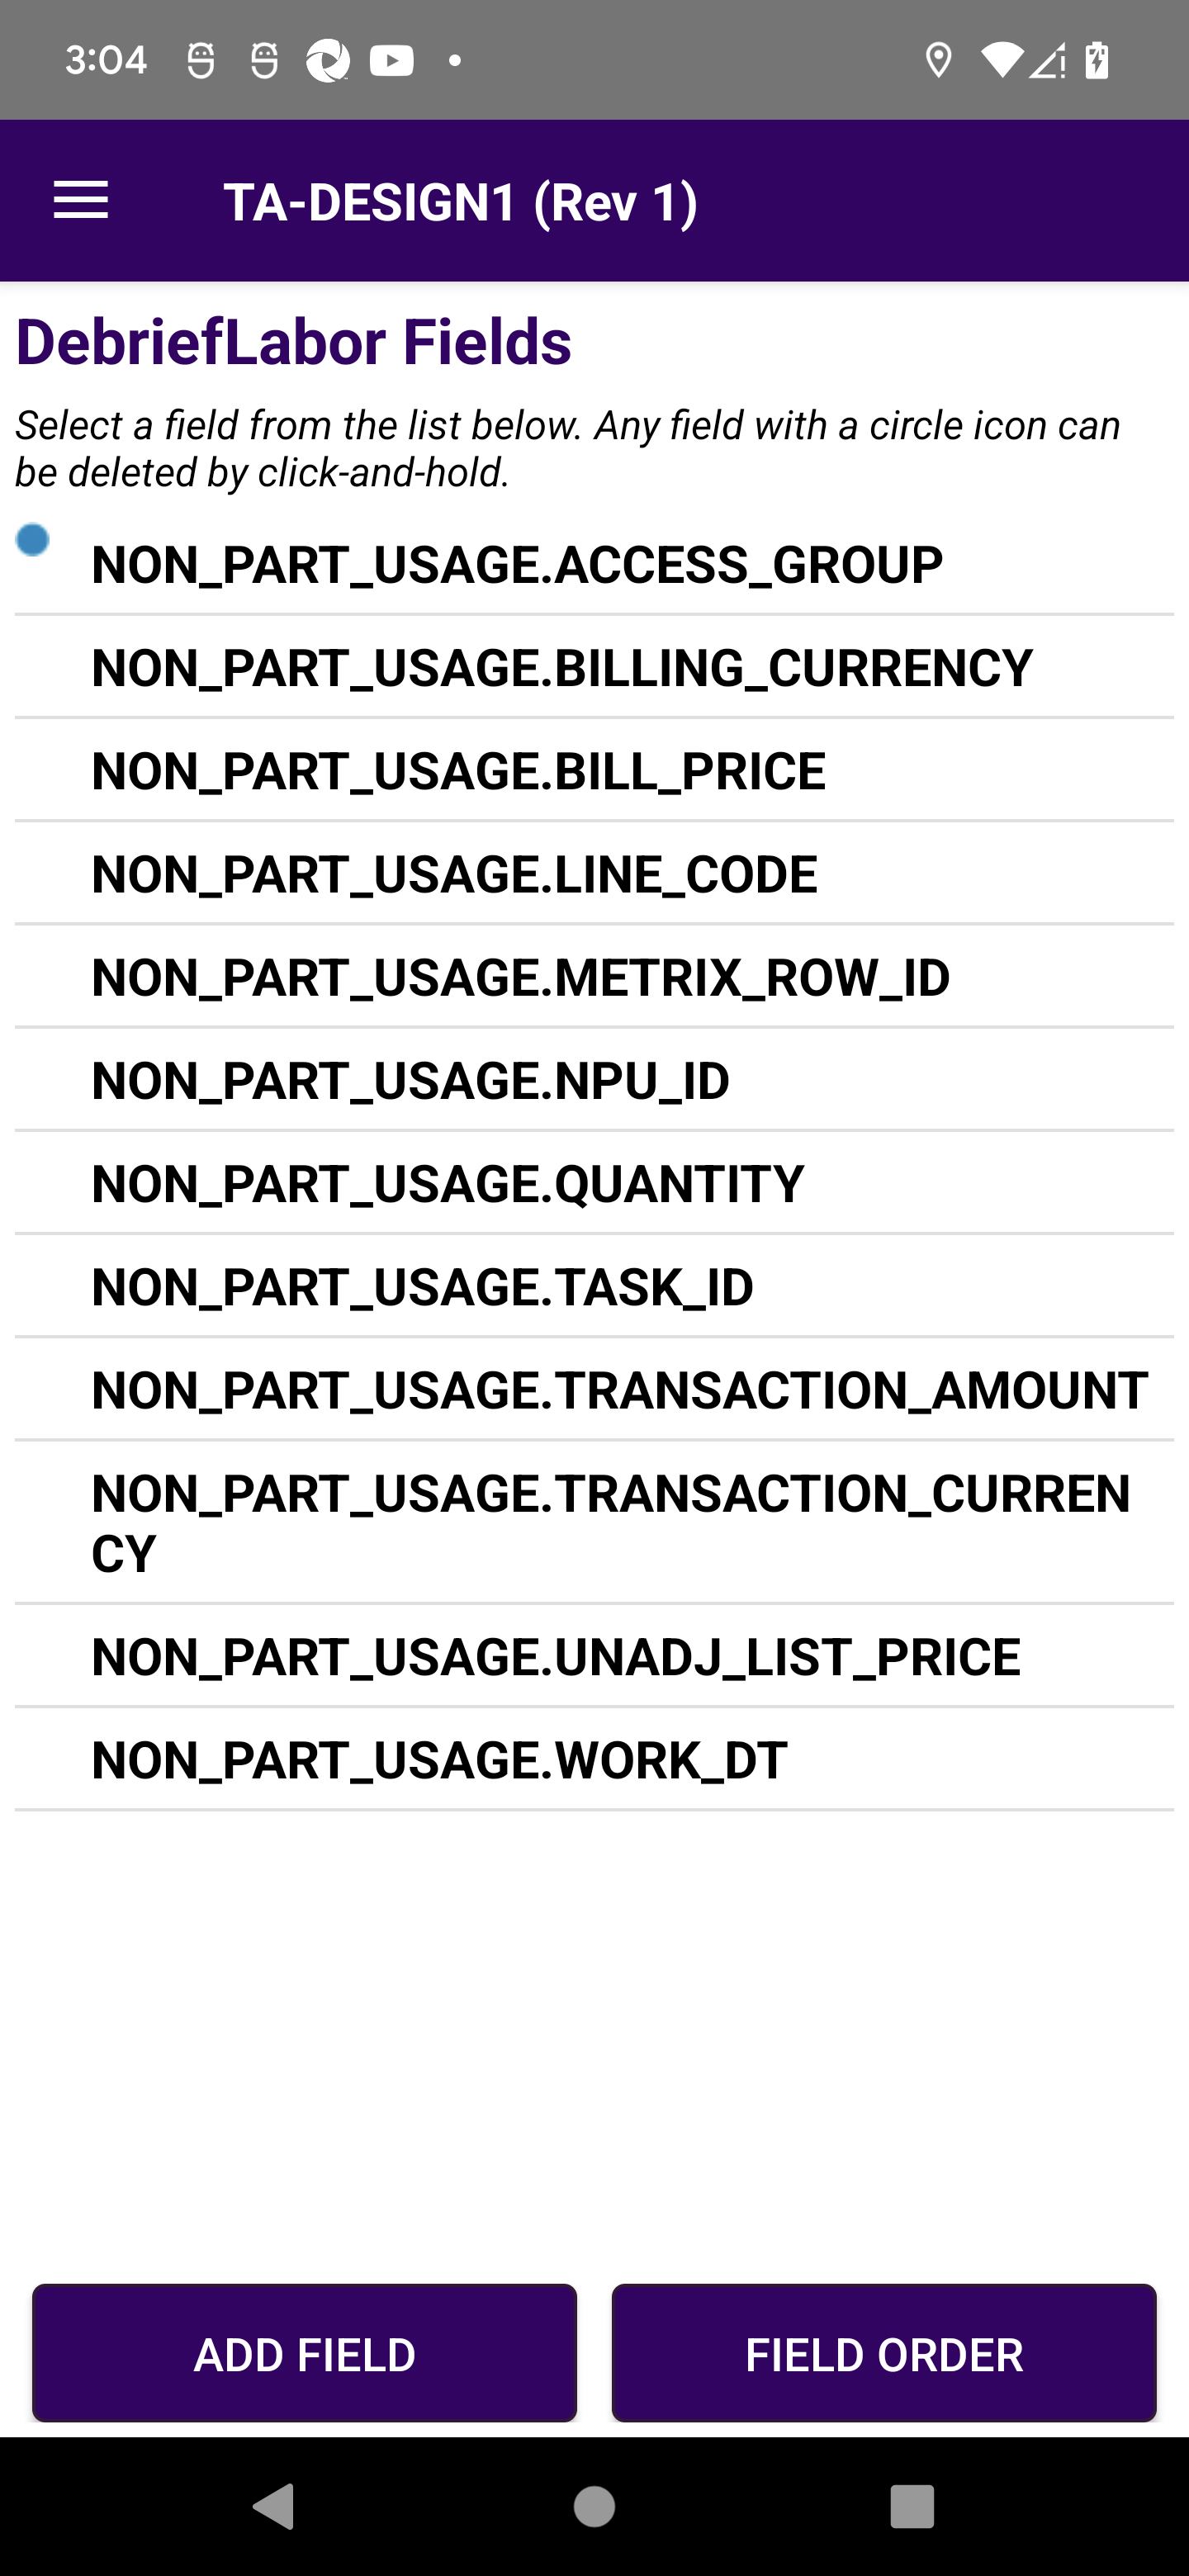 3:04
TA-DESIGN1 (Rev 1)
DebriefLabor Fields
Select a field from the list below. Any field with a circle icon can
be deleted by click-and-hold.
NON_PART_USAGE.ACCESS_GROUP
NON_PART_USAGE.BILLING_CURRENCY
NON_PART_USAGE.BILL_PRICE
NON_PART_USAGE.LINE_CODE
NON_PART_USAGE.METRIX_ROW_ID
NON_PART_USAGE.NPU_ID
NON_PART_USAGE.QUANTITY
NON_PART_USAGE.TASK_ID
NON_PART_USAGE.TRANSACTION_AMOUNT
NON_PART_USAGE.TRANSACTION_CURREN
CY
NON_PART_USAGE.UNADJ_LIST_PRICE
NON_PART_USAGE.WORK_DT
ADD FIELD
FIELD ORDER